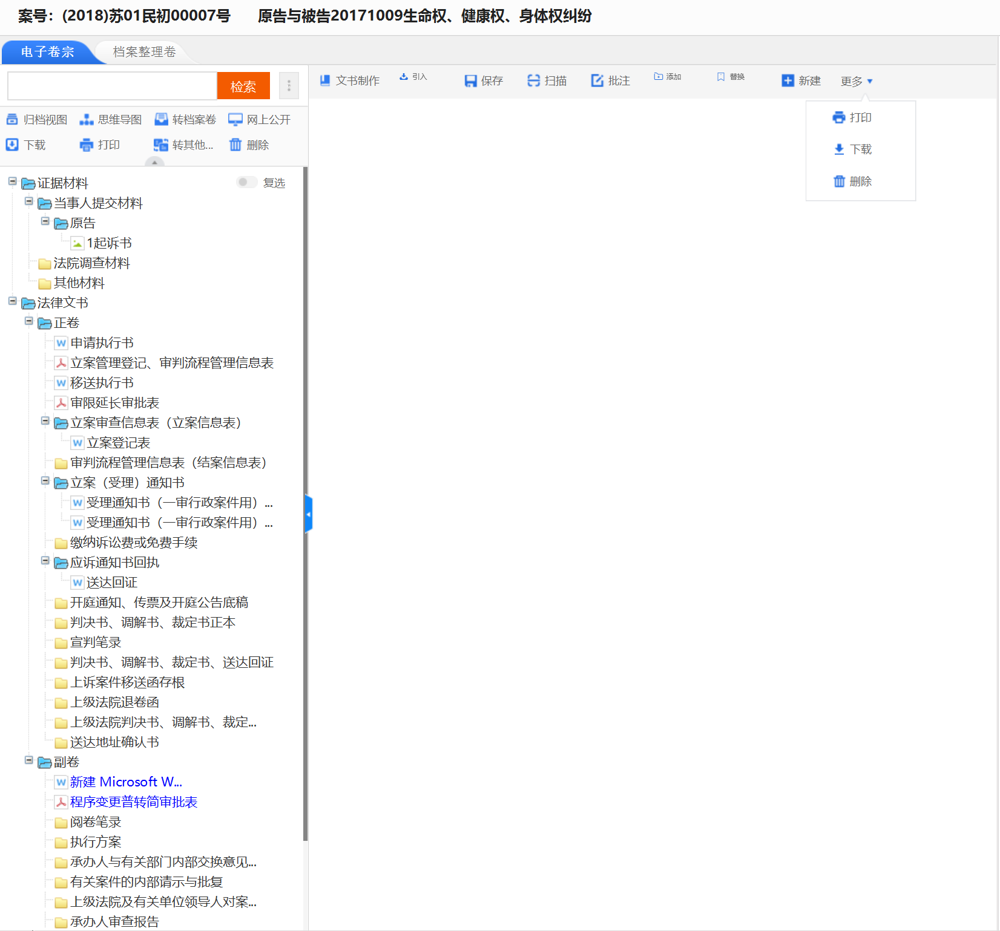 案号：(2018)苏01民初00007号 原告与被告20171009生命权、健康权、身体权纠纷
电子卷宗 档案整理卷
检索
文书制作 引入 保存 扫描 批注 添加 替换 新建 更多
归档视图 思维导图 转档案卷 网上公开
下载 打印 转其他... 删除
打印
下载
删除
证据材料 复选
当事人提交材料
原告
1起诉书
法院调查材料
其他材料
法律文书
正卷
申请执行书
立案管理登记、审判流程管理信息表
移送执行书
审限延长审批表
立案审查信息表（立案信息表）
立案登记表
审判流程管理信息表（结案信息表）
立案（受理）通知书
受理通知书（一审行政案件用）...
受理通知书（一审行政案件用）...
缴纳诉讼费或免费手续
应诉通知书回执
送达回证
开庭通知、传票及开庭公告底稿
判决书、调解书、裁定书正本
宣判笔录
判决书、调解书、裁定书、送达回证
上诉案件移送函存根
上级法院退卷函
上级法院判决书、调解书、裁定...
送达地址确认书
副卷
新建 Microsoft W...
程序变更普转简审批表
阅卷笔录
执行方案
承办人与有关部门内部交换意见...
有关案件的内部请示与批复
上级法院及有关单位领导人对案...
承办人审查报告